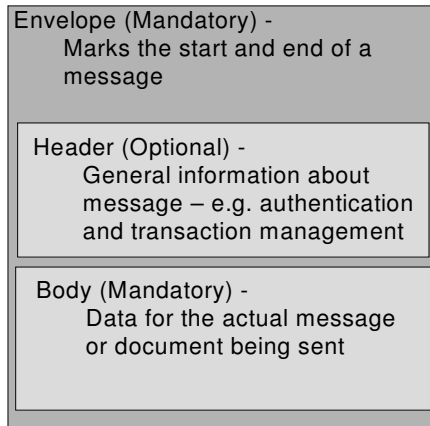 Envelope (Mandatory) -
Marks the start and end of a
message
Header (Optional) -
General information about
message – e.g. authentication
and transaction management
Body (Mandatory) -
Data for the actual message
or document being sent